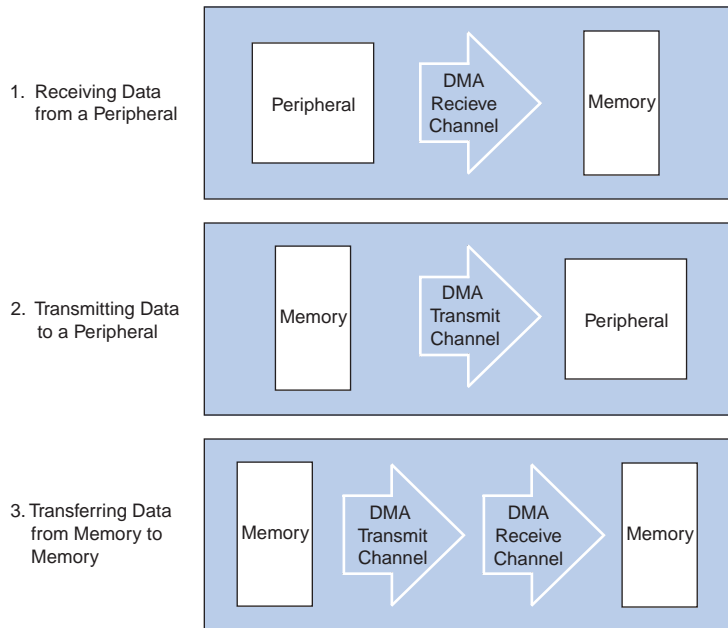 1. Receiving Data
from a Peripheral
Peripheral
DMA
Recieve
Channel
Memory
2. Transmitting Data
to a Peripheral
Memory
DMA
Transmit
Channel
Peripheral
3. Transferring Data
from Memory to
Memory
Memory
DMA
Transmit
Channel
DMA
Receive
Channel
Memory